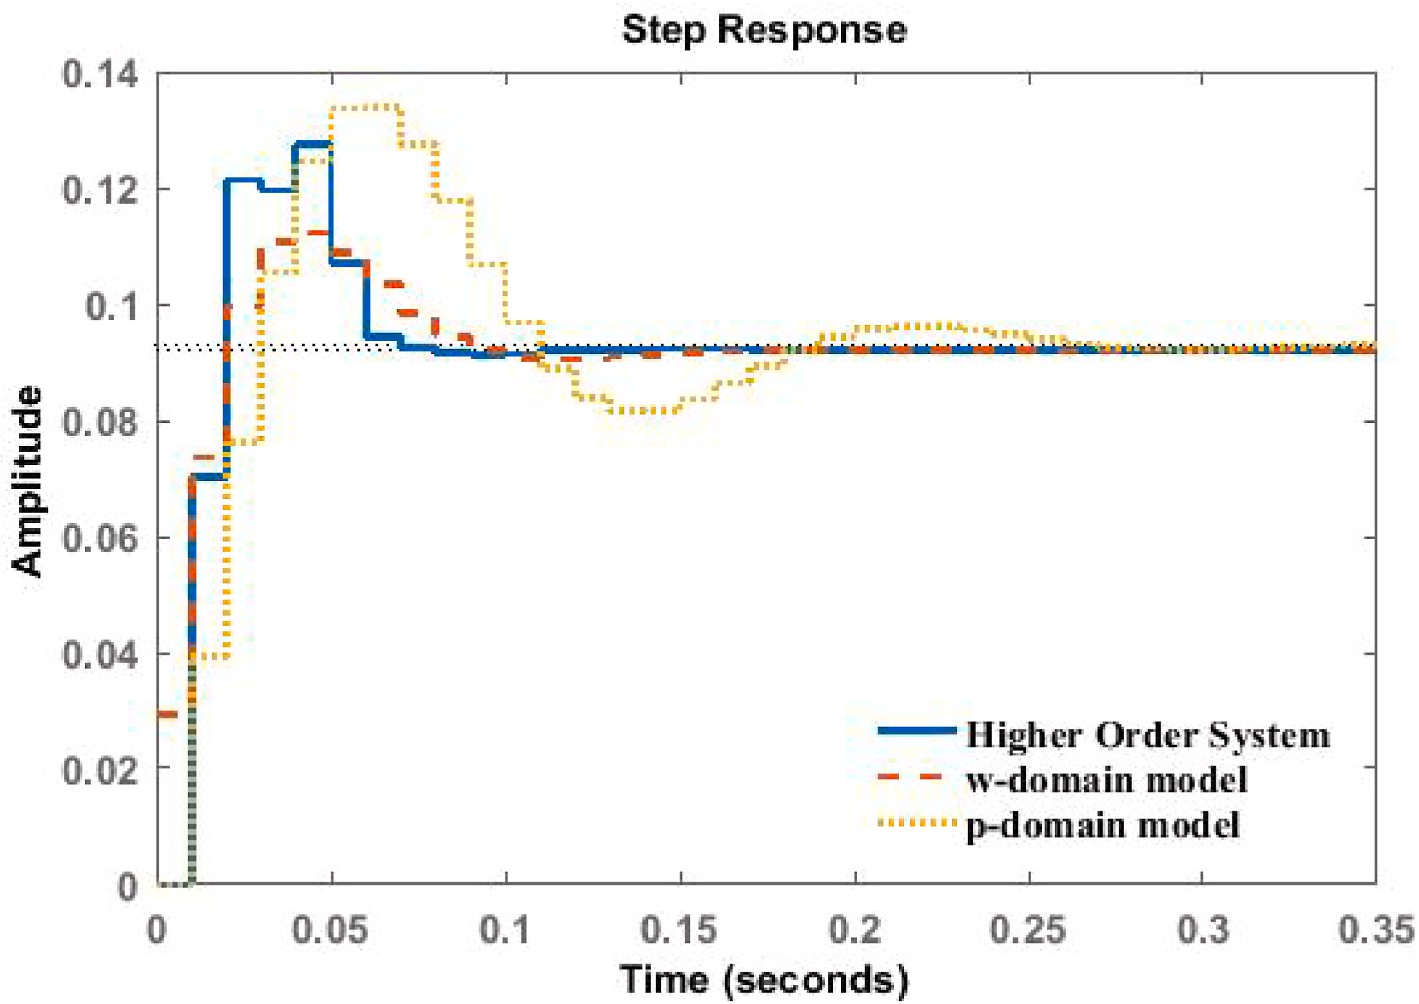 Step Response
0.14
0.12
0.1
0.08
0.06
0.04
0.02
0
Amplitude
Higher Order System
w-domain model
p-domain model
0 0.05 0.1 0.15 0.2 0.25 0.3 0.35
Time (seconds)